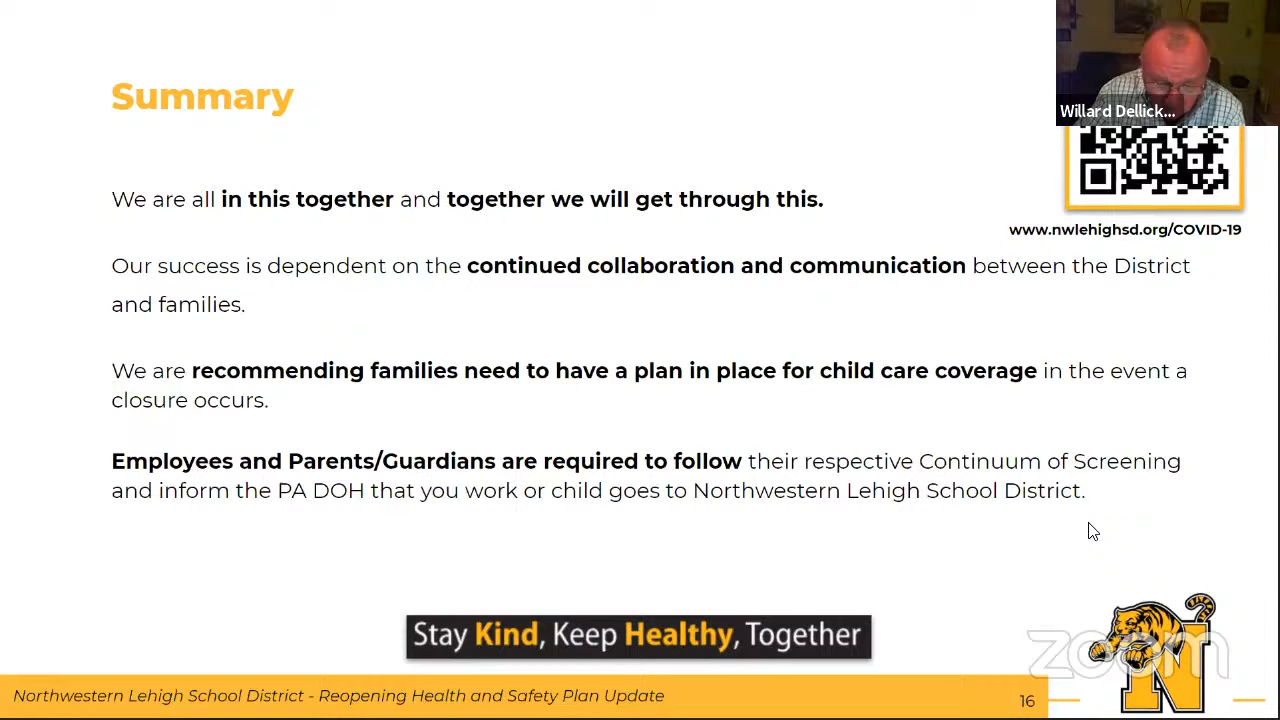 Summary
Willard Dellick...
We are all in this together and together we will get through this.
www.nwlehighsd.org/COVID-19
Our success is dependent on the continued collaboration and communication between the District
and families.
We are recommending families need to have a plan in place for child care coverage in the event a
closure occurs.
Employees and Parents/Guardians are required to follow their respective Continuum of Screening
and inform the PA DOH that you work or child goes to Northwestern Lehigh School District.
Stay Kind, Keep Healthy, Together
zoom
N
Northwestern Lehigh School District - Reopening Health and Safety Plan Update
16